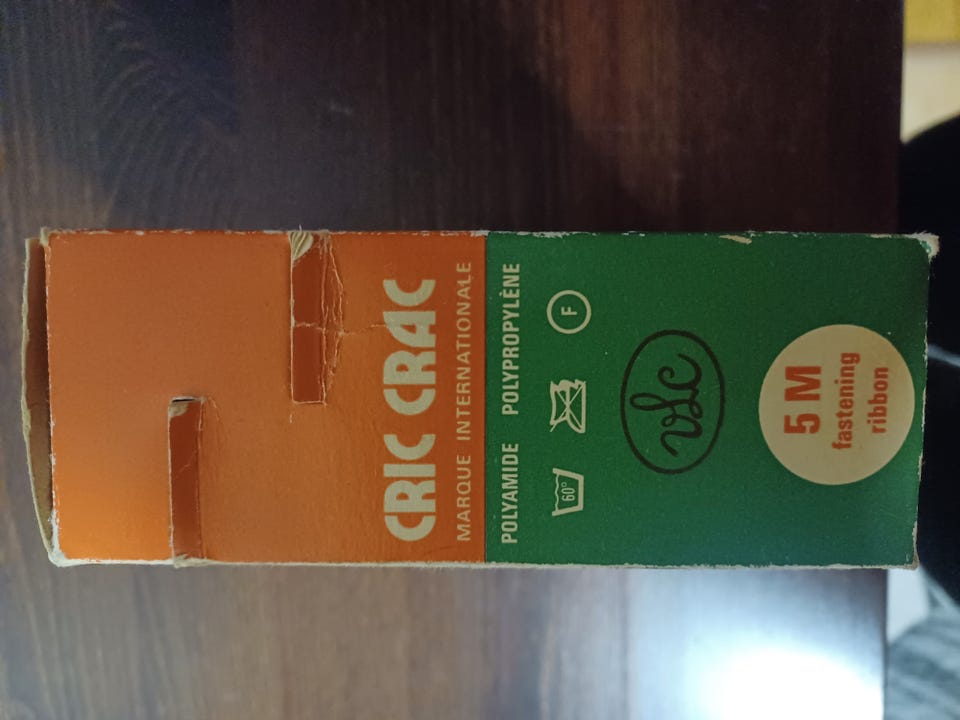 CRIC CRAC
MARQUE INTERNATIONALE
POLYAMIDE POLYPROPYLÈNE
60° F
vlc
5 M
fastening
ribbon